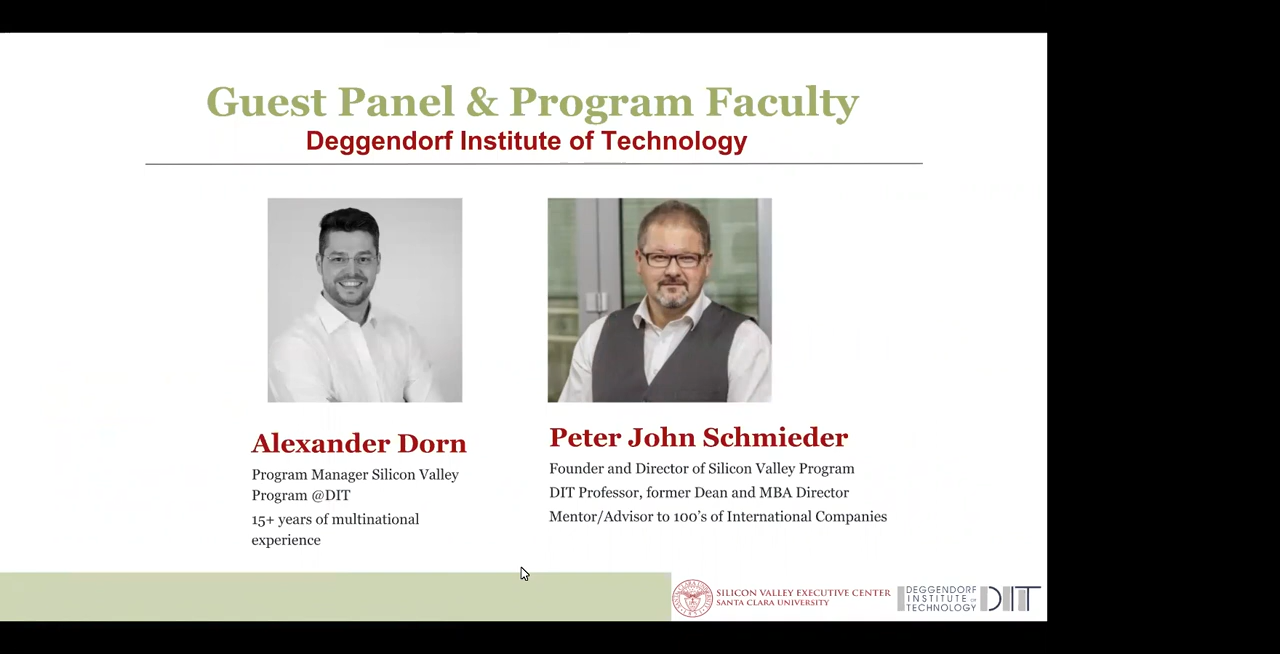 Guest Panel & Program Faculty
Deggendorf Institute of Technology
Alexander Dorn
Program Manager Silicon Valley
Program @DIT
15+ years of multinational
experience
Peter John Schmieder
Founder and Director of Silicon Valley Program
DIT Professor, former Dean and MBA Director
Mentor/Advisor to 100's of International Companies
SILICON VALLEY EXECUTIVE CENTER
SANTA CLARA UNIVERSITY
DEGGENDORF
INSTITUTE OF
TECHNOLOGY
DIT